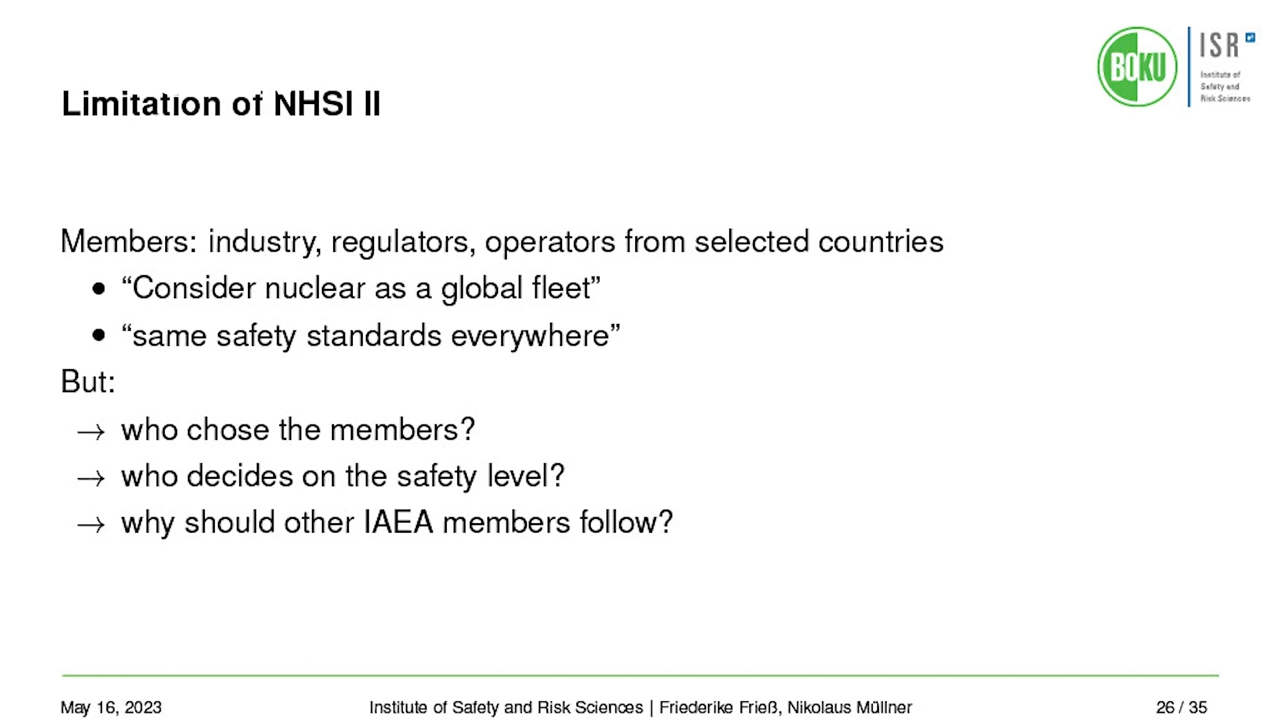 BOKU
ISR
Institute of
Safety and
Risk Sciences
Limitation of NHSI II
Members: industry, regulators, operators from selected countries
• “Consider nuclear as a global fleet”
• “same safety standards everywhere”
But:
→ who chose the members?
→ who decides on the safety level?
→ why should other IAEA members follow?
May 16, 2023
Institute of Safety and Risk Sciences | Friederike Frieß, Nikolaus Müllner
26 / 35